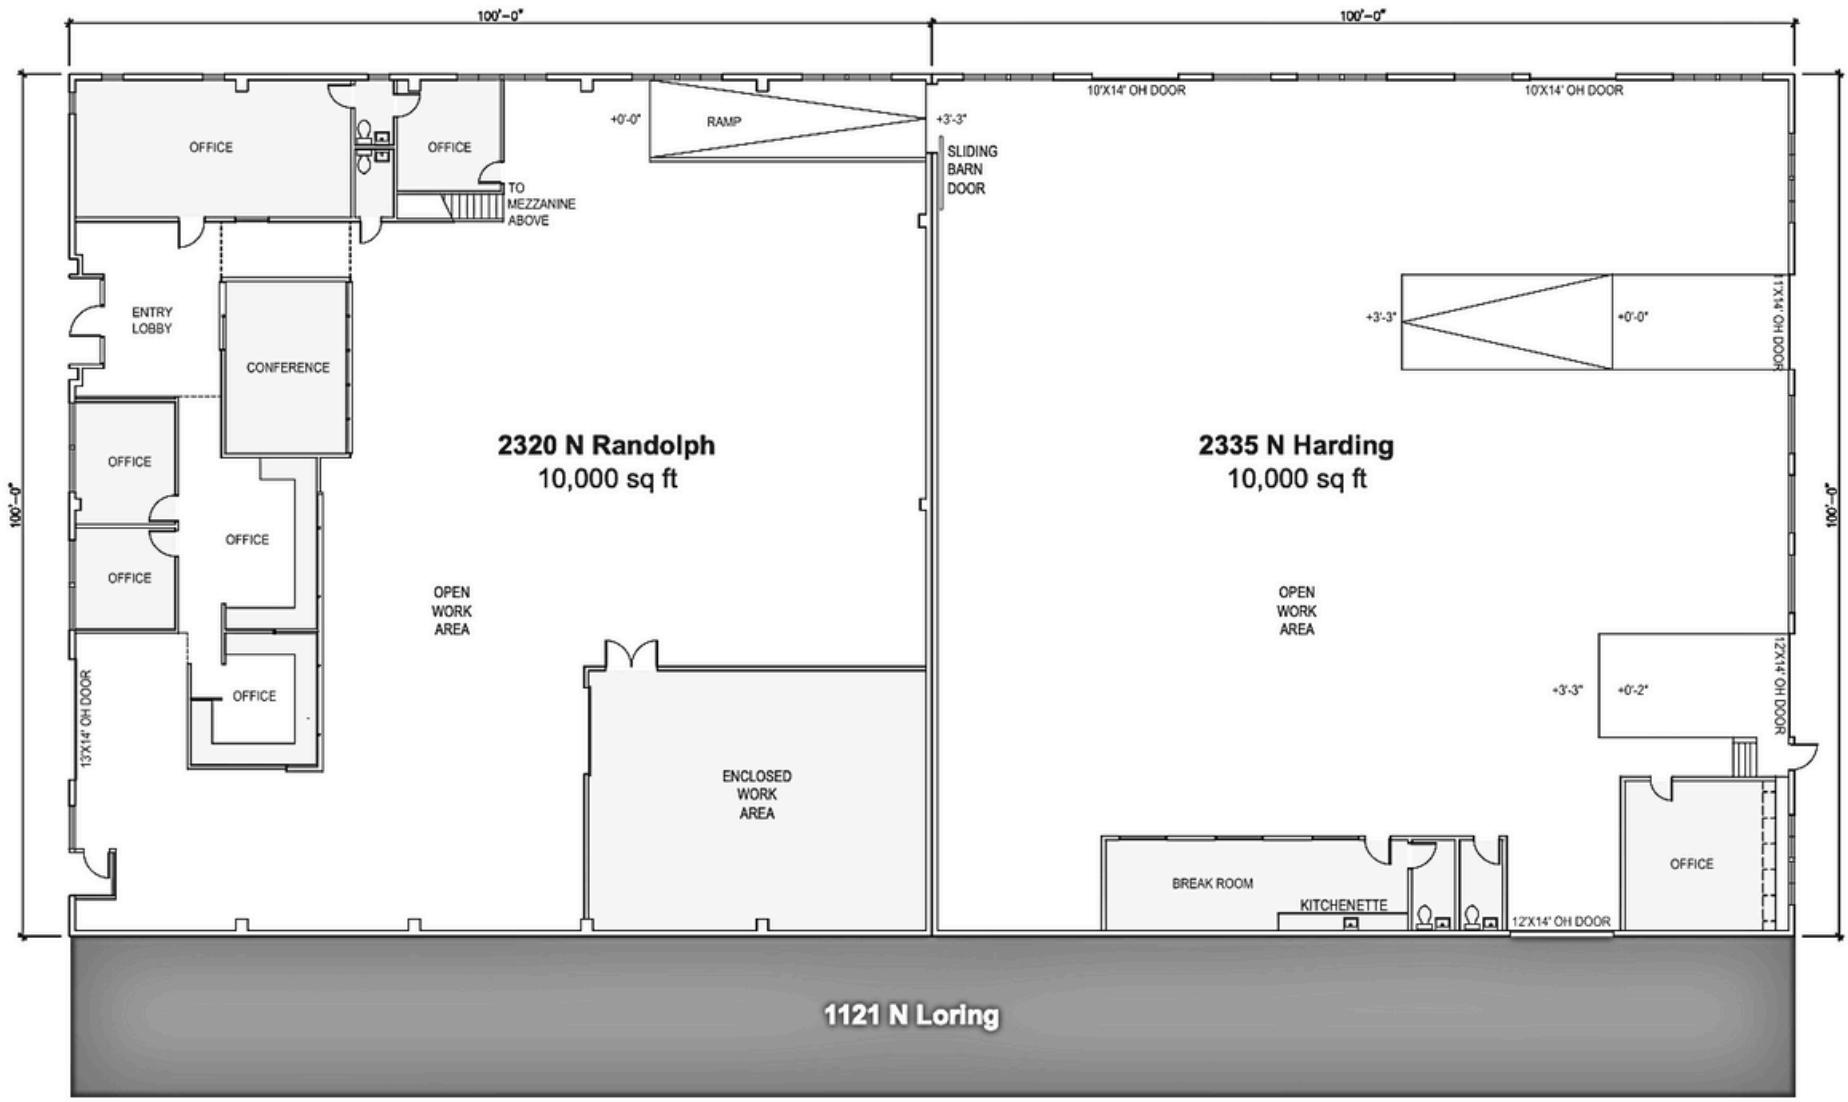 100'-0"
100'-0"
10'X14' OH DOOR
10'X14' OH DOOR
+0'-0"
RAMP
+3'-3"
OFFICE
OFFICE
SLIDING
BARN
DOOR
TO
MEZZANINE
ABOVE
ENTRY
LOBBY
CONFERENCE
+3'-3"
+0'-0"
11'X14' OH DOOR
2320 N Randolph
10,000 sq ft
2335 N Harding
10,000 sq ft
OFFICE
100'-0"
100'-0"
OFFICE
OFFICE
OPEN
WORK
AREA
OPEN
WORK
AREA
13'X14' OH DOOR
OFFICE
+3'-3"
+0'-2"
12'X14' OH DOOR
ENCLOSED
WORK
AREA
BREAK ROOM
KITCHENETTE
OFFICE
12'X14' OH DOOR
1121 N Loring